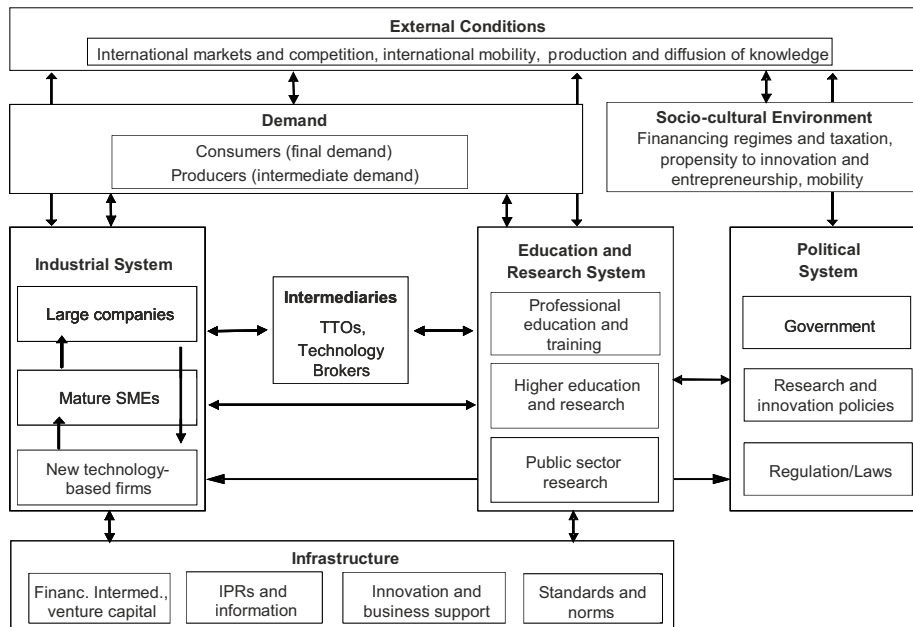 External Conditions
International markets and competition, international mobility, production and diffusion of knowledge
Demand
Consumers (final demand)
Producers (intermediate demand)
Socio-cultural Environment
Finanancing regimes and taxation,
propensity to innovation and
entrepreneurship, mobility
Industrial System
Large companies
Mature SMEs
New technology-
based firms
Intermediaries
TTOs,
Technology
Brokers
Education and
Research System
Professional
education and
training
Higher education
and research
Public sector
research
Political
System
Government
Research and
innovation policies
Regulation/Laws
Infrastructure
Financ. Intermed.,
venture capital
IPRs and
information
Innovation and
business support
Standards and
norms